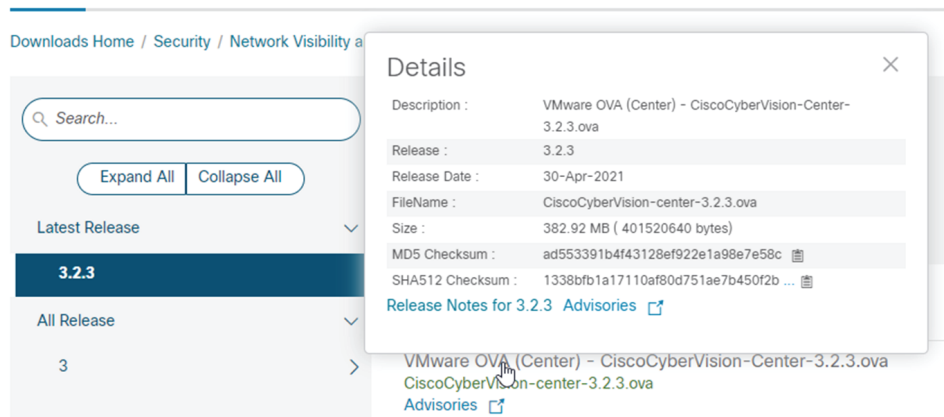 Downloads Home / Security / Network Visibility a
Search...
Expand All
Collapse All
Latest Release
3.2.3
All Release
3
Details
Description :
VMware OVA (Center) - CiscoCyberVision-Center-
3.2.3.ova
Release :
3.2.3
Release Date :
30-Apr-2021
FileName :
CiscoCyberVision-center-3.2.3.ova
Size :
382.92 MB ( 401520640 bytes)
MD5 Checksum :
ad553391b4f43128ef922e1a98e7e58c
SHA512 Checksum :
1338bfb1a17110af80d751ae7b450f2b ...
Release Notes for 3.2.3 Advisories
VMware OVA (Center) - CiscoCyberVision-Center-3.2.3.ova
CiscoCyberVision-center-3.2.3.ova
Advisories